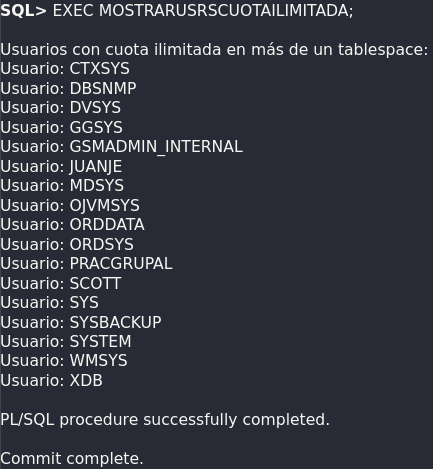 SQL> EXEC MOSTRARUSRSCUOTAILIMITADA;
Usuarios con cuota ilimitada en más de un tablespace:
Usuario: CTXSYS
Usuario: DBSNMP
Usuario: DVSYS
Usuario: GGSYS
Usuario: GSMADMIN_INTERNAL
Usuario: JUANJE
Usuario: MDSYS
Usuario: OJVMSYS
Usuario: ORDDATA
Usuario: ORDSYS
Usuario: PRACGRUPAL
Usuario: SCOTT
Usuario: SYS
Usuario: SYSBACKUP
Usuario: SYSTEM
Usuario: WMSYS
Usuario: XDB
PL/SQL procedure successfully completed.
Commit complete.